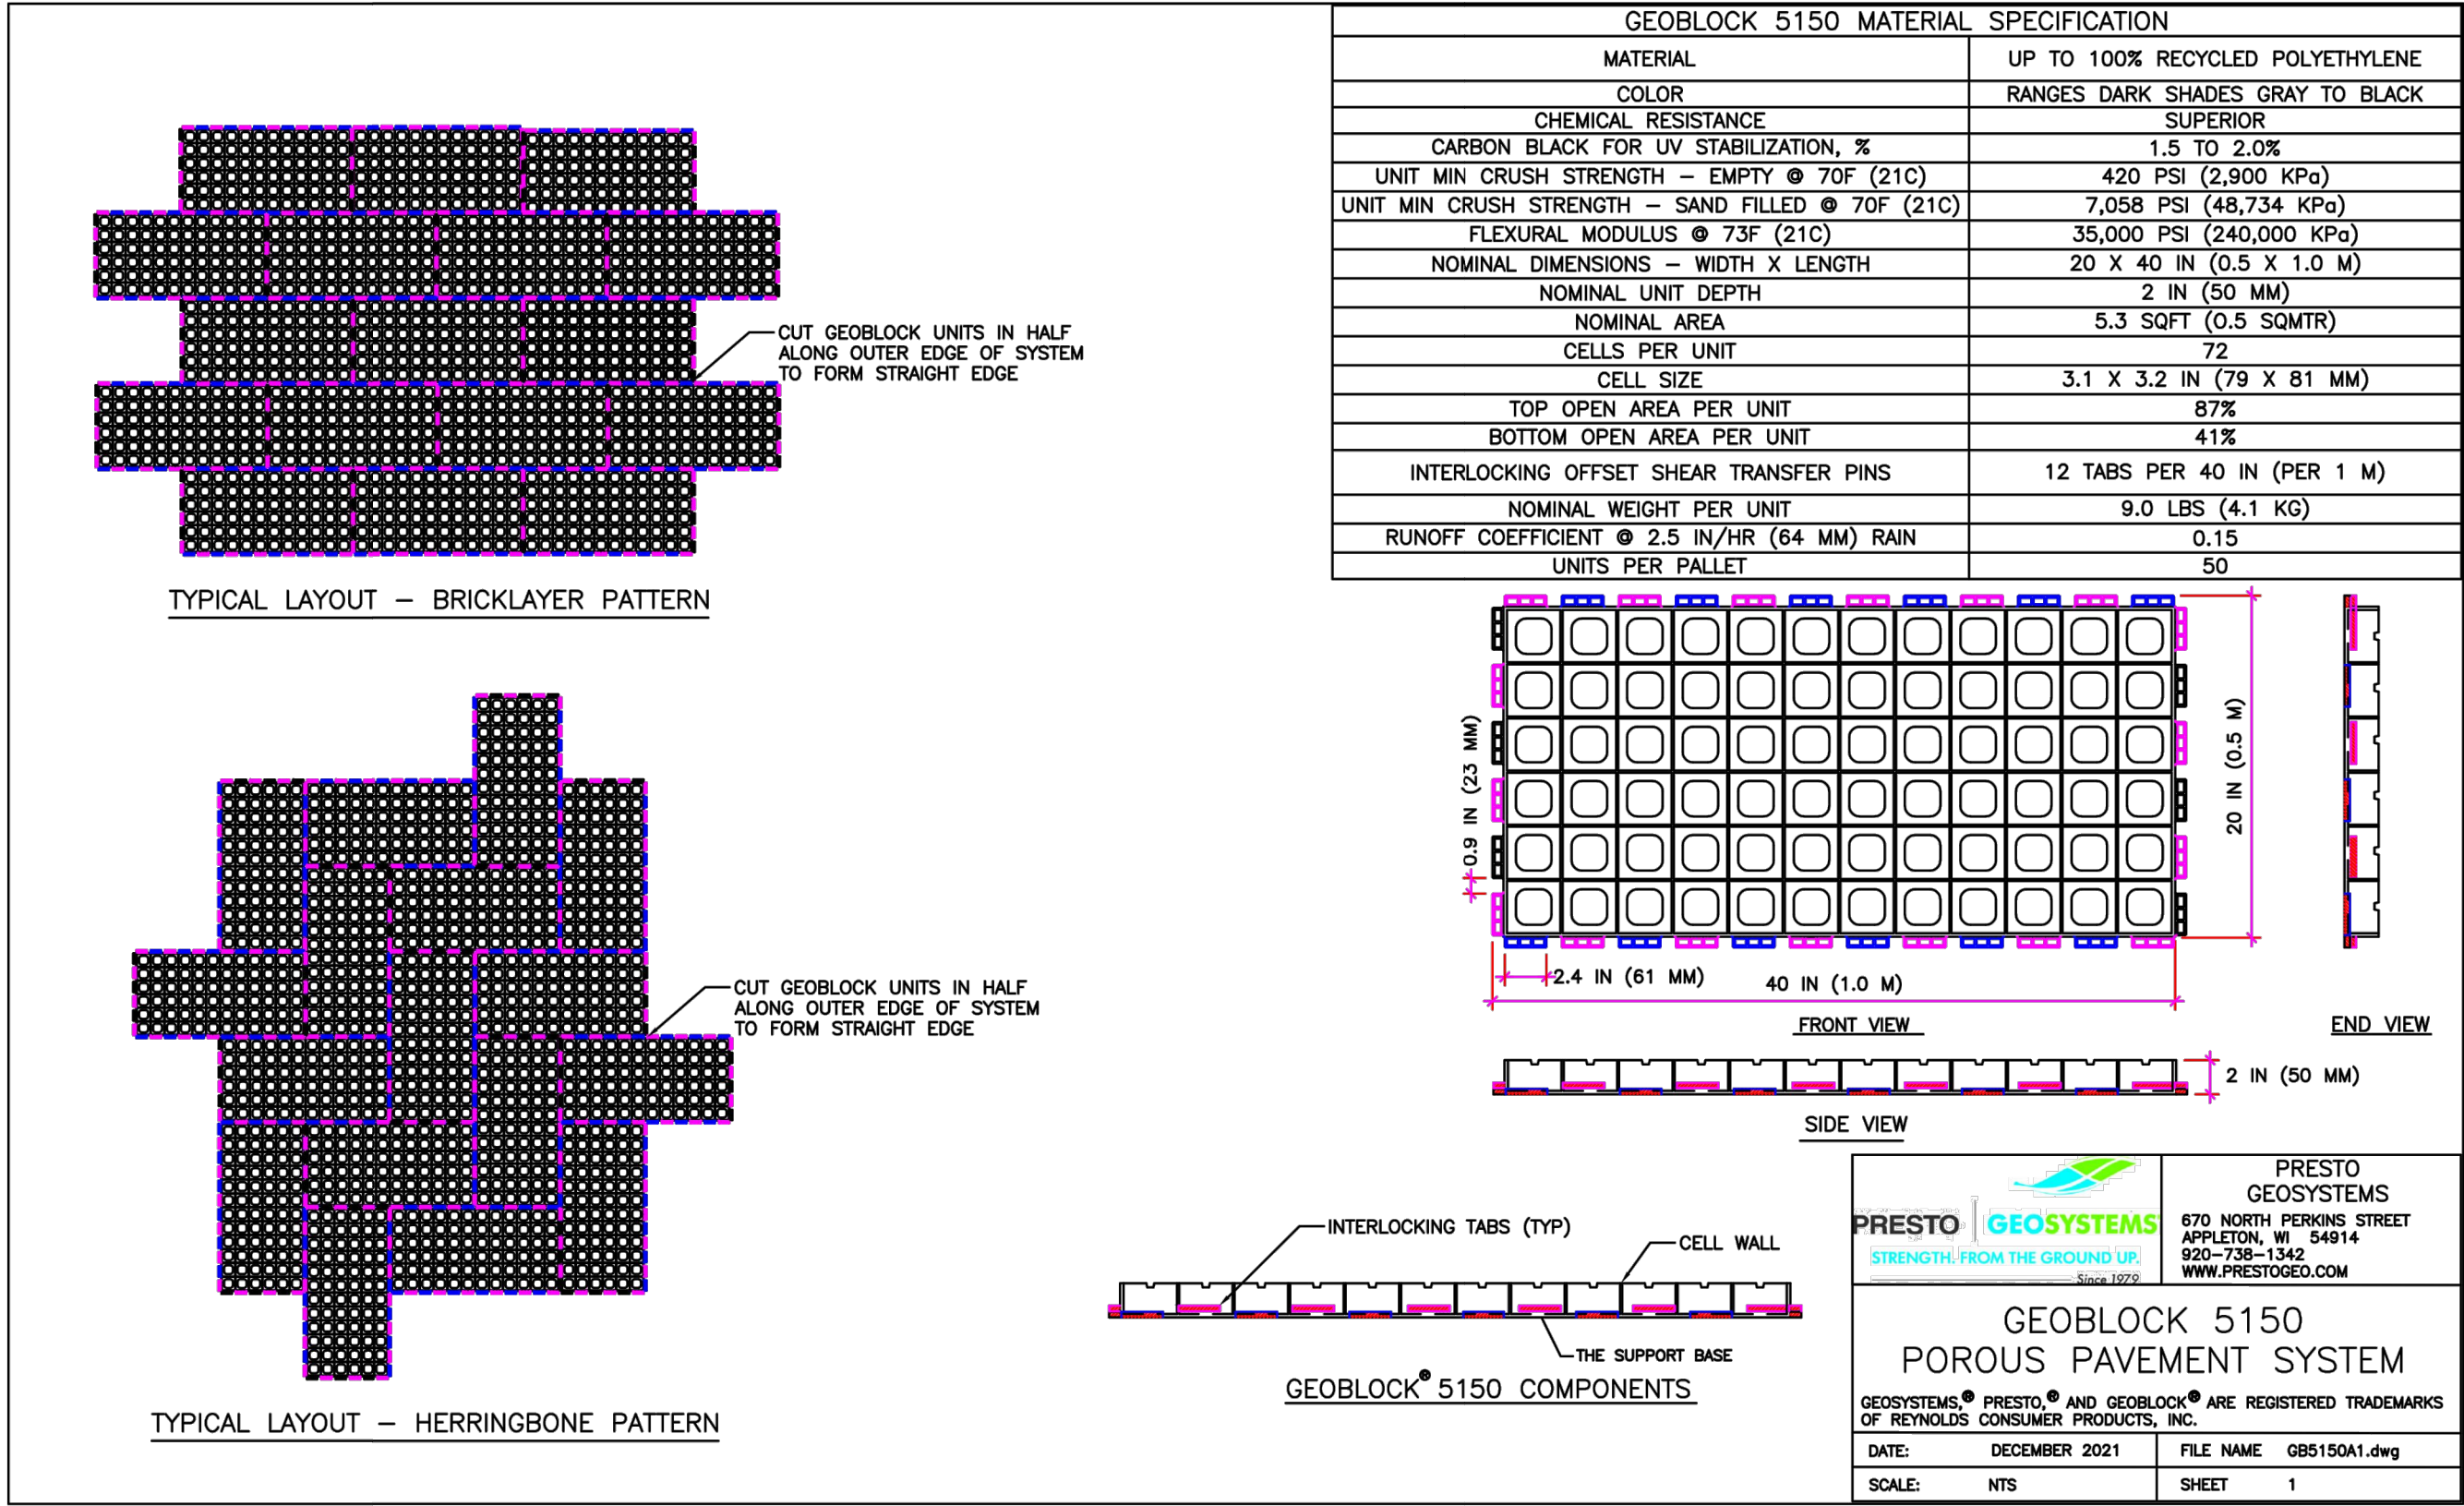 GEOBLOCK 5150 MATERIAL SPECIFICATION
MATERIAL UP TO 100% RECYCLED POLYETHYLENE
COLOR RANGES DARK SHADES GRAY TO BLACK
CHEMICAL RESISTANCE SUPERIOR
CARBON BLACK FOR UV STABILIZATION, % 1.5 TO 2.0%
UNIT MIN CRUSH STRENGTH – EMPTY @ 70F (21C) 420 PSI (2,900 KPa)
UNIT MIN CRUSH STRENGTH – SAND FILLED @ 70F (21C) 7,058 PSI (48,734 KPa)
FLEXURAL MODULUS @ 73F (21C) 35,000 PSI (240,000 KPa)
NOMINAL DIMENSIONS – WIDTH X LENGTH 20 X 40 IN (0.5 X 1.0 M)
NOMINAL UNIT DEPTH 2 IN (50 MM)
NOMINAL AREA 5.3 SQFT (0.5 SQMTR)
CELLS PER UNIT 72
CELL SIZE 3.1 X 3.2 IN (79 X 81 MM)
TOP OPEN AREA PER UNIT 87%
BOTTOM OPEN AREA PER UNIT 41%
INTERLOCKING OFFSET SHEAR TRANSFER PINS 12 TABS PER 40 IN (PER 1 M)
NOMINAL WEIGHT PER UNIT 9.0 LBS (4.1 KG)
RUNOFF COEFFICIENT @ 2.5 IN/HR (64 MM) RAIN 0.15
UNITS PER PALLET 50
CUT GEOBLOCK UNITS IN HALF
ALONG OUTER EDGE OF SYSTEM
TO FORM STRAIGHT EDGE
TYPICAL LAYOUT – BRICKLAYER PATTERN
CUT GEOBLOCK UNITS IN HALF
ALONG OUTER EDGE OF SYSTEM
TO FORM STRAIGHT EDGE
TYPICAL LAYOUT – HERRINGBONE PATTERN
0.9 IN (23 MM)
20 IN (0.5 M)
2.4 IN (61 MM)
40 IN (1.0 M)
FRONT VIEW
END VIEW
2 IN (50 MM)
SIDE VIEW
INTERLOCKING TABS (TYP)
CELL WALL
THE SUPPORT BASE
GEOBLOCK® 5150 COMPONENTS
PRESTO GEOSYSTEMS
STRENGTH. FROM THE GROUND UP.
Since 1979
PRESTO
GEOSYSTEMS
670 NORTH PERKINS STREET
APPLETON, WI 54914
920-738-1342
WWW.PRESTOGEO.COM
GEOBLOCK 5150
POROUS PAVEMENT SYSTEM
GEOSYSTEMS,® PRESTO,® AND GEOBLOCK® ARE REGISTERED TRADEMARKS
OF REYNOLDS CONSUMER PRODUCTS, INC.
DATE: DECEMBER 2021
FILE NAME GB5150A1.dwg
SCALE: NTS
SHEET 1